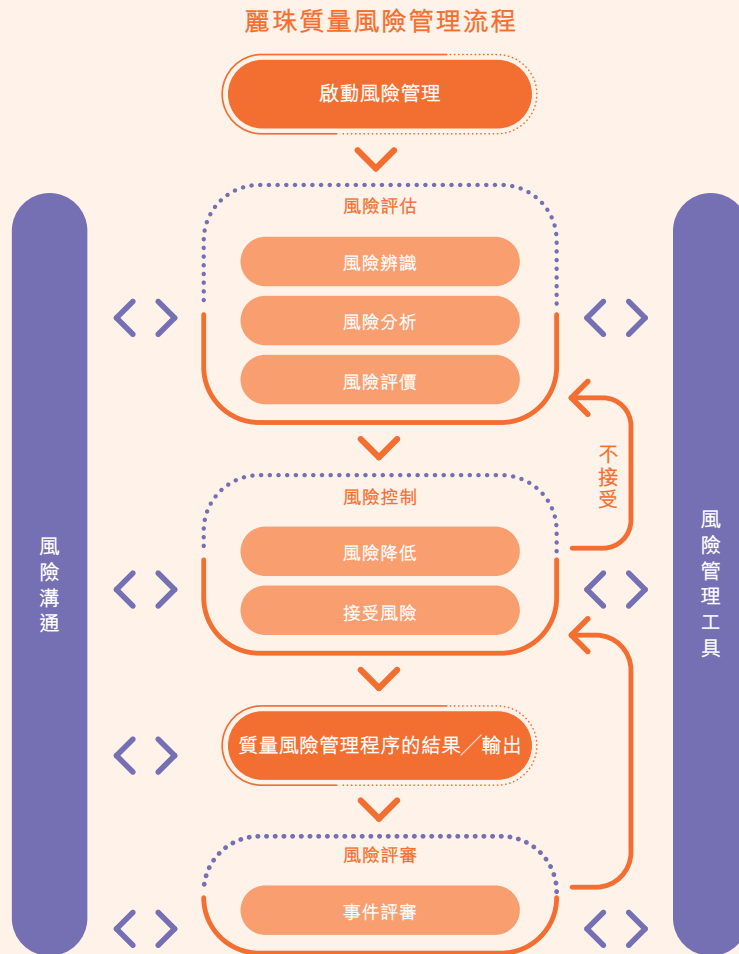 麗珠質量風險管理流程
啟動風險管理
風險評估
風險辨識
風險分析
風險評價
不接受
風險控制
風險降低
接受風險
風險溝通
風險管理工具
質量風險管理程序的結果／輸出
風險評審
事件評審